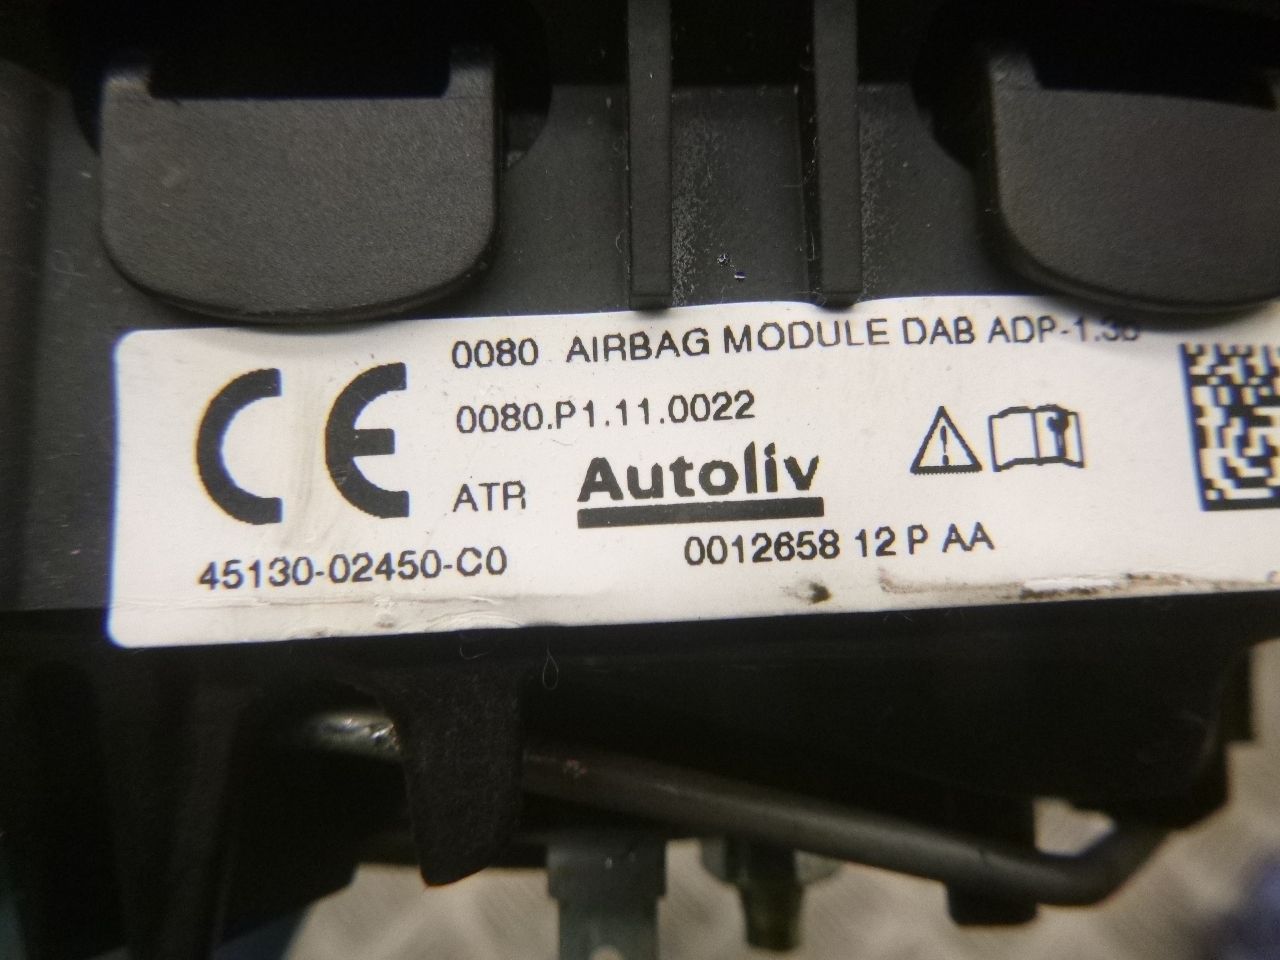 0080 AIRBAG MODULE DAB ADP-1.36
0080.P1.11.0022
CE
ATR Autoliv
45130-02450-C0 0012658 12 P AA